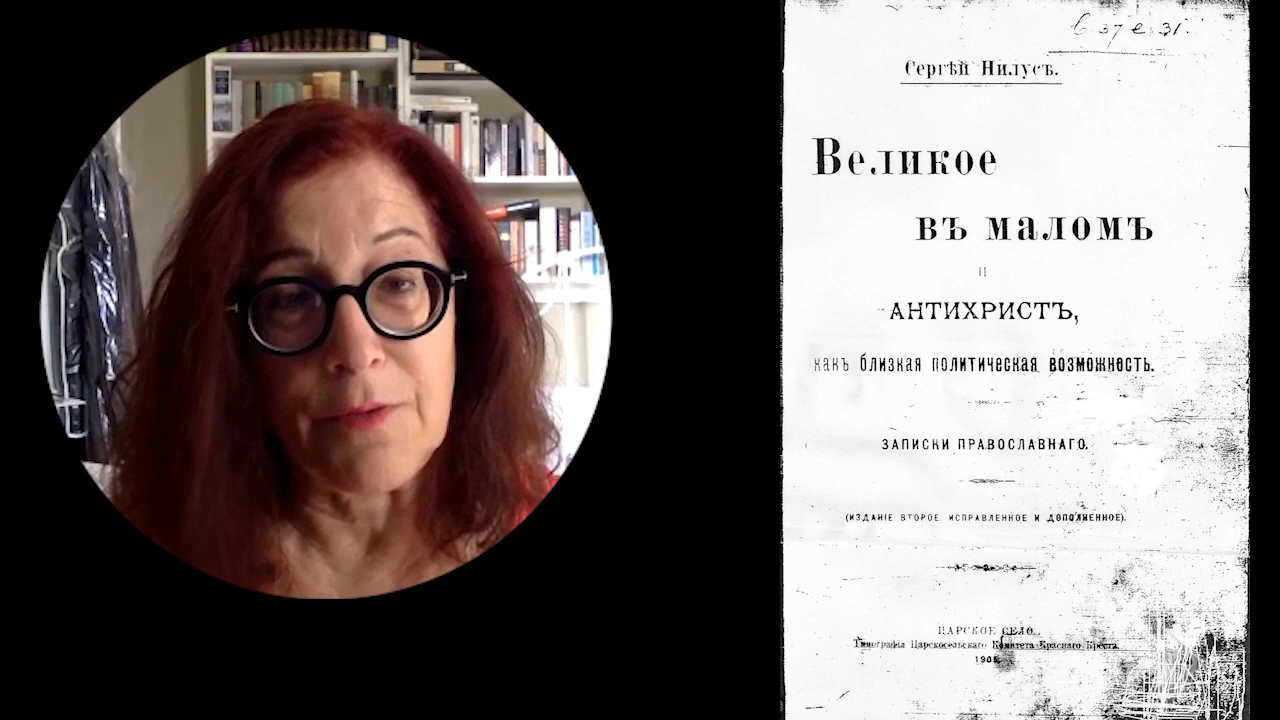 Сергѣй Нилусъ.
Великое
въ маломъ
и
АНТИХРИСТЪ,
какъ близкая политическая возможность.
ЗАПИСКИ ПРАВОСЛАВНАГО.
(ИЗДАНІЕ ВТОРОЕ, ИСПРАВЛЕННОЕ И ДОПОЛНЕННОЕ).
ЦАРСКОЕ СЕЛО.
Типографія Царскосельскаго Комитета Краснаго Креста.
1905